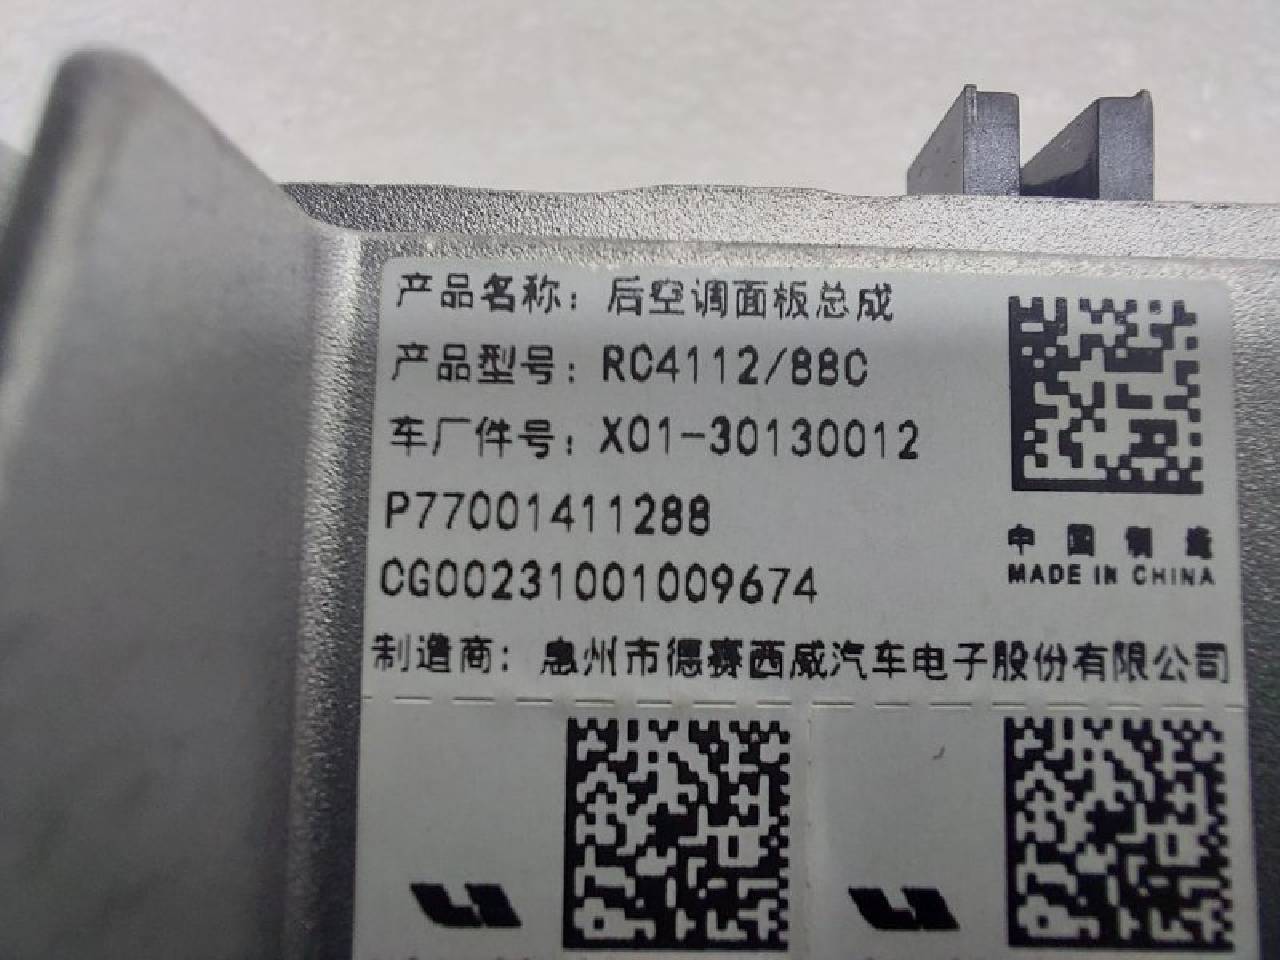 产品名称：后空调面板总成
产品型号：RC4112/88C
车厂件号：X01-30130012
P77001411288
CG00231001009674
中国制造
MADE IN CHINA
制造商：惠州市德赛西威汽车电子股份有限公司